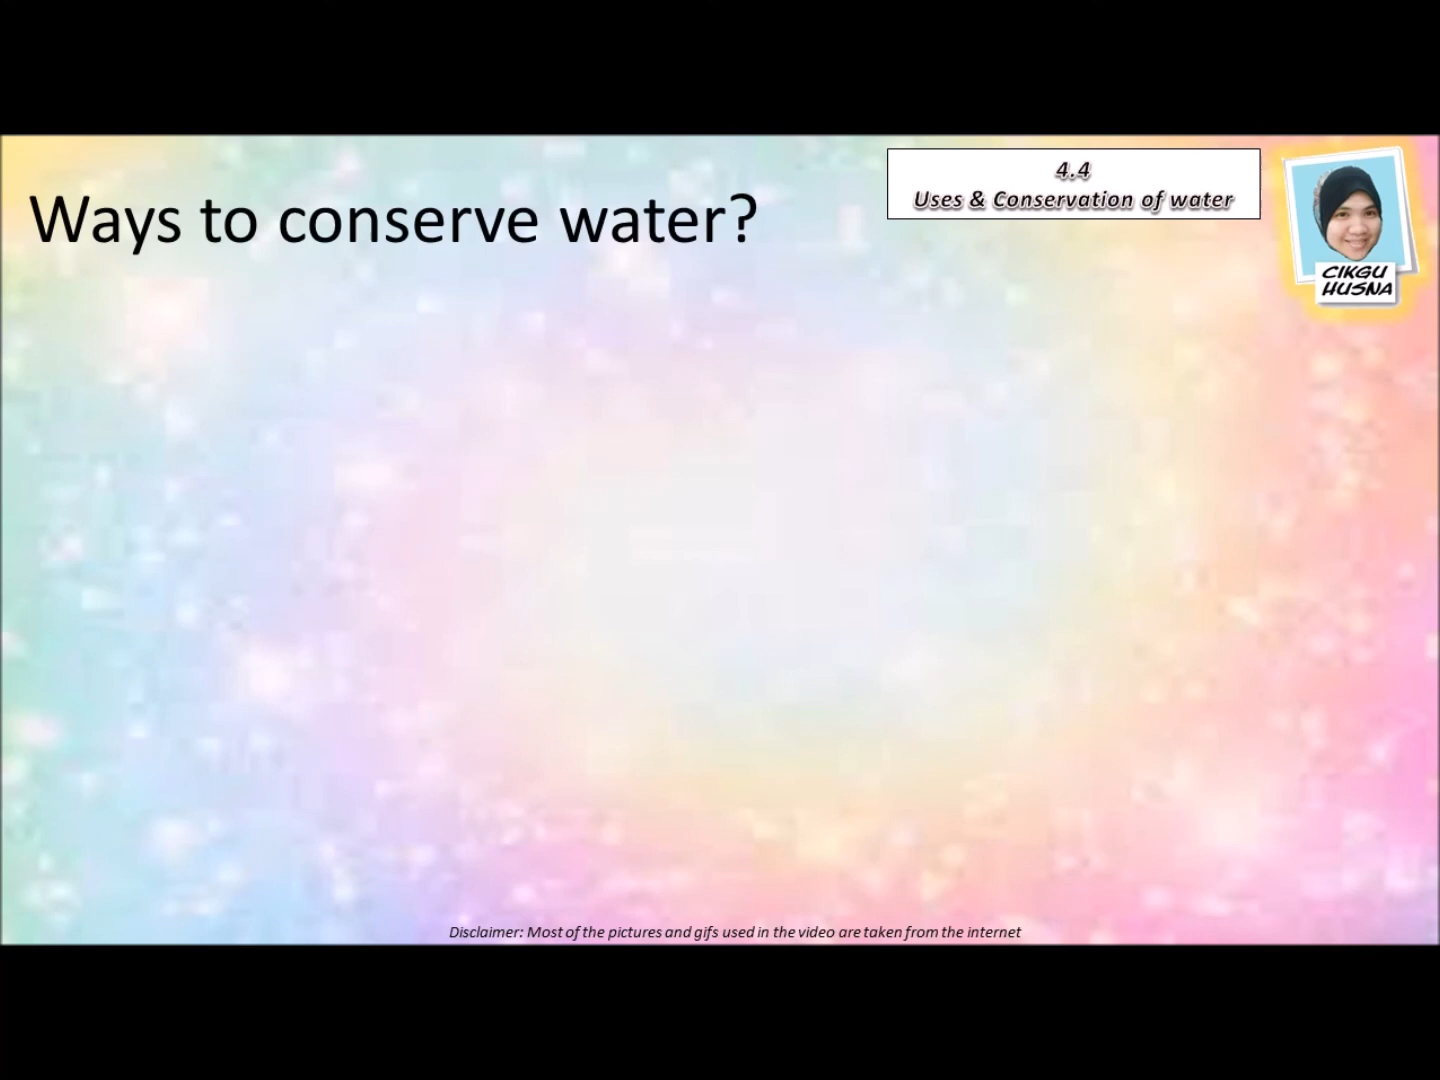 Ways to conserve water?
4.4
Uses & Conservation of water
CIKGU
HUSNA
Disclaimer: Most of the pictures and gifs used in the video are taken from the internet